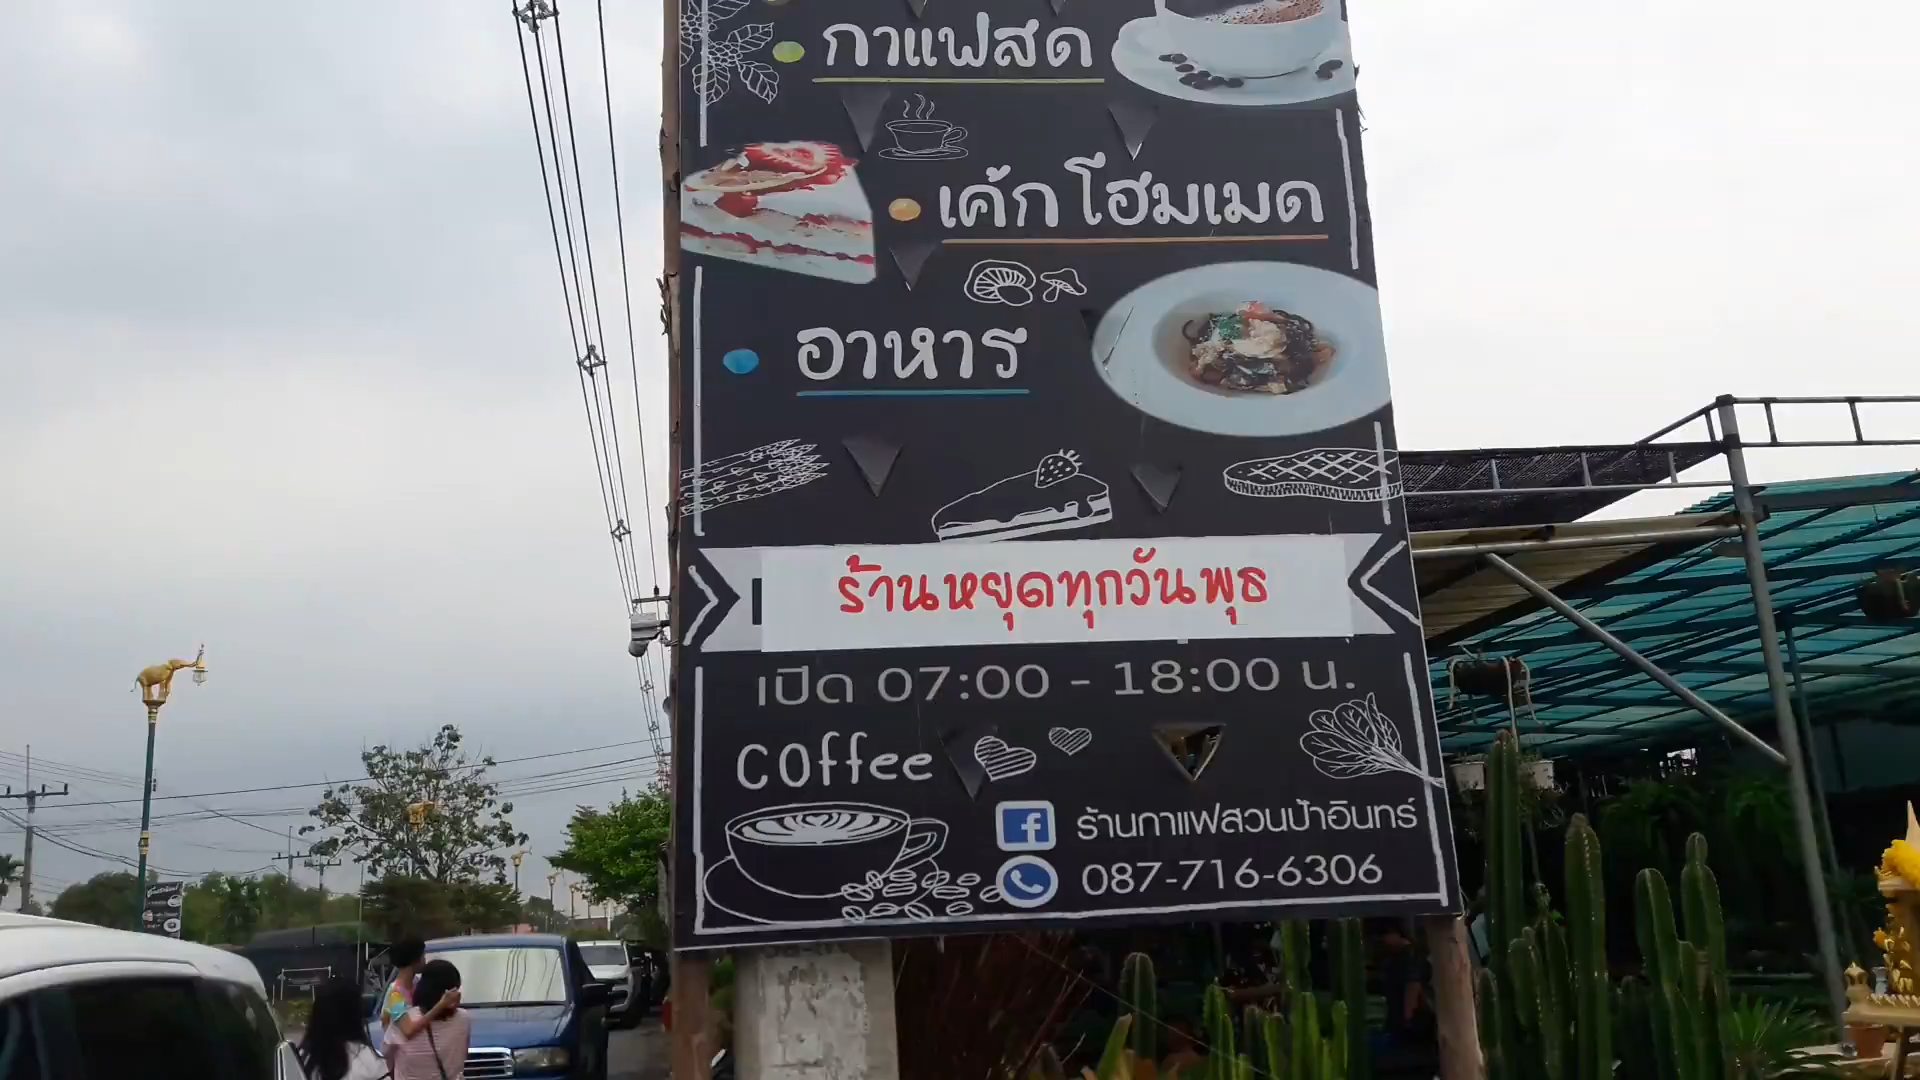 กาแฟสด
เค้กโฮมเมด
อาหาร
ร้านหยุดทุกวันพุธ
เปิด 07:00 - 18:00 น.
coffee
ร้านกาแฟสวนป้าอินทร์
087-716-6306